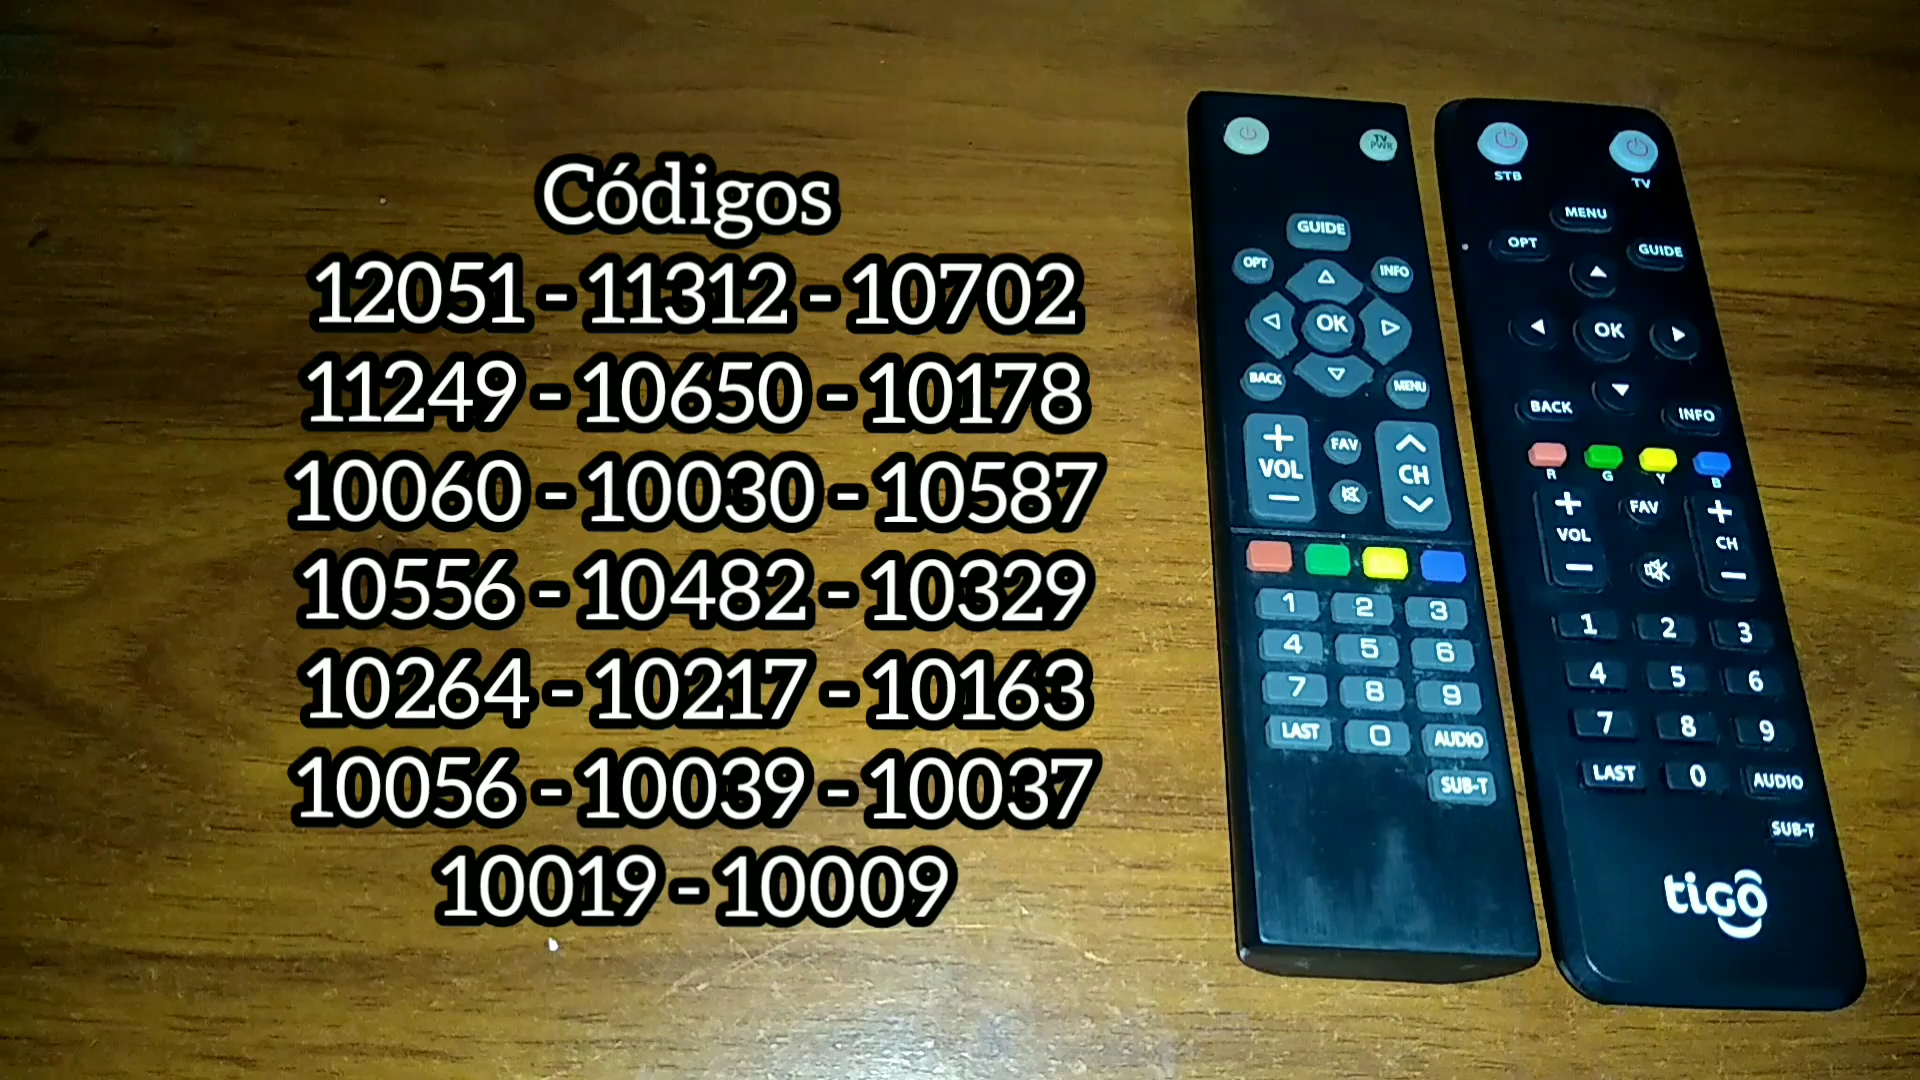 Códigos
12051 - 11312 - 10702
11249 - 10650 - 10178
10060 - 10030 - 10587
10556 - 10482 - 10329
10264 - 10217 - 10163
10056 - 10039 - 10037
10019 - 10009
TV PWR
GUIDE
OPT INFO
OK
BACK MENU
+ FAV
VOL CH
-
1 2 3
4 5 6
7 8 9
LAST 0 AUDIO
SUB-T
STB TV
MENU
OPT GUIDE
OK
BACK INFO
R G Y B
+ FAV +
VOL CH
- -
1 2 3
4 5 6
7 8 9
LAST 0 AUDIO
SUB-T
tigo